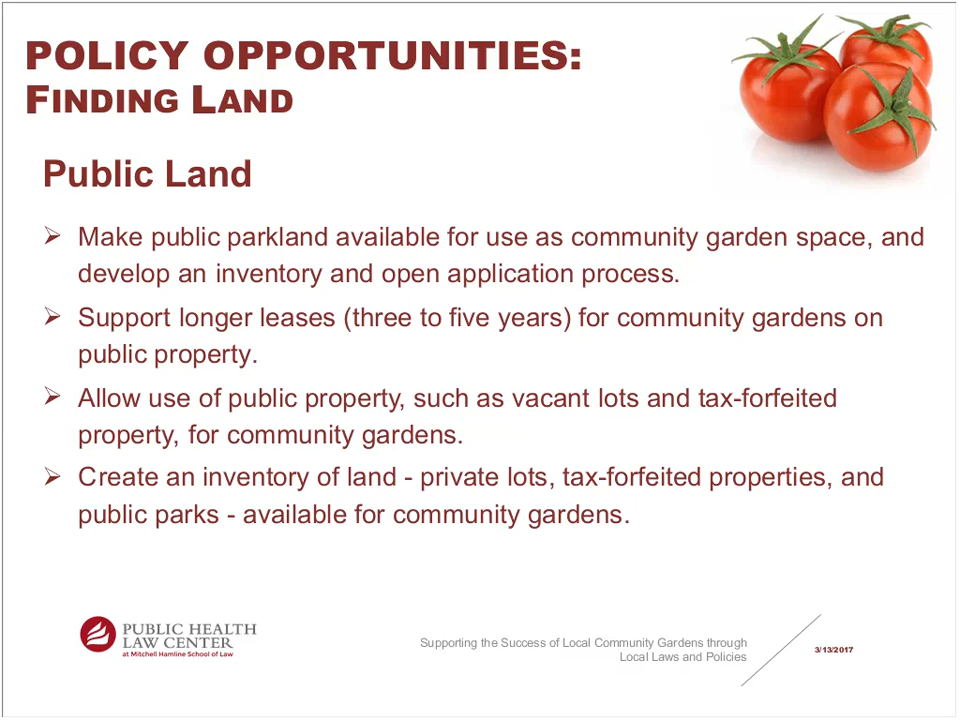 POLICY OPPORTUNITIES:
FINDING LAND
Public Land
➢ Make public parkland available for use as community garden space, and
develop an inventory and open application process.
➢ Support longer leases (three to five years) for community gardens on
public property.
➢ Allow use of public property, such as vacant lots and tax-forfeited
property, for community gardens.
➢ Create an inventory of land - private lots, tax-forfeited properties, and
public parks - available for community gardens.
PUBLIC HEALTH
LAW CENTER
at Mitchell Hamline School of Law
Supporting the Success of Local Community Gardens through
Local Laws and Policies
3/13/2017